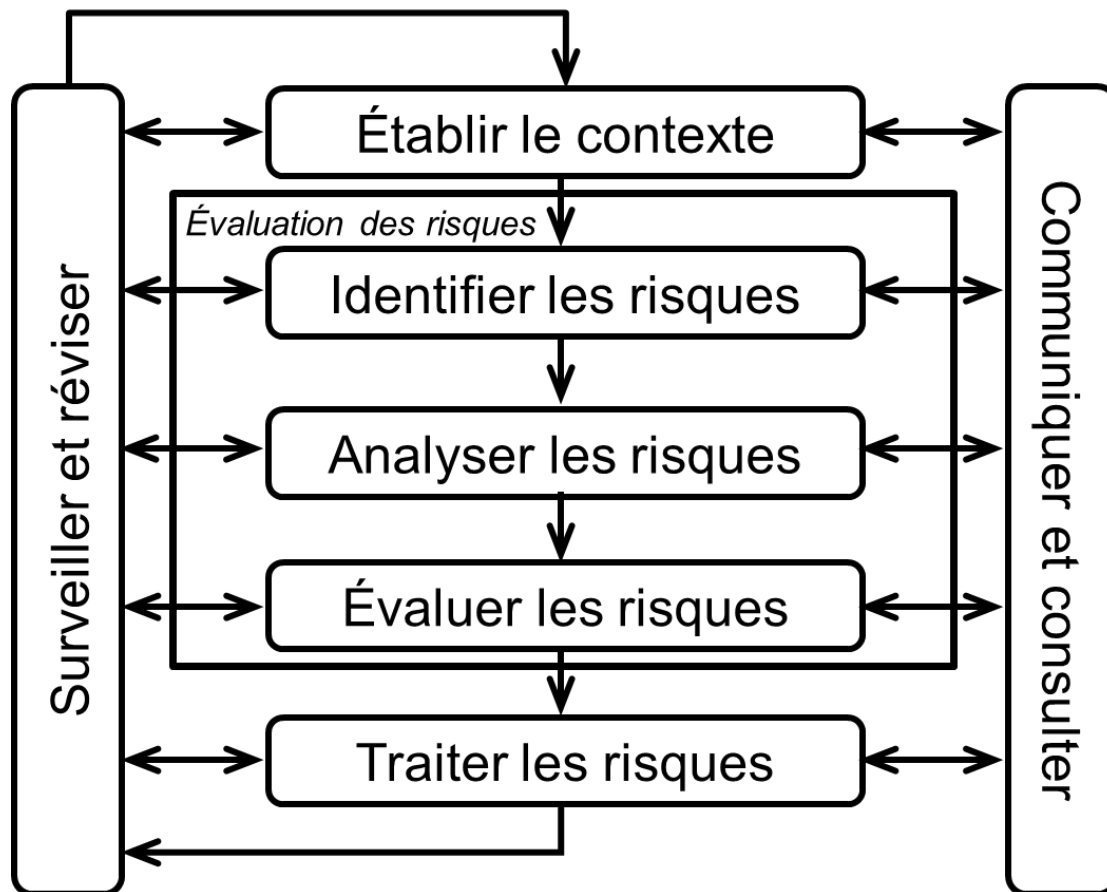 Établir le contexte
Évaluation des risques
Identifier les risques
Analyser les risques
Évaluer les risques
Traiter les risques
Surveiller et réviser
Communiquer et consulter